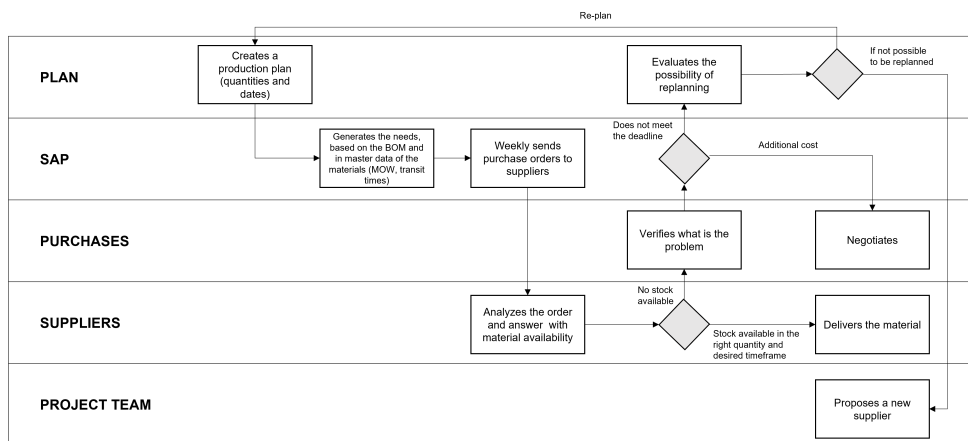 Re-plan
PLAN
Creates a
production plan
(quantities and
dates)
Evaluates the
possibility of
replanning
If not possible
to be replanned
SAP
Generates the needs,
based on the BOM and
in master data of the
materials (MOW, transit
times)
Weekly sends
purchase orders to
suppliers
Does not meet
the deadline
Additional cost
PURCHASES
Verifies what is the
problem
Negotiates
SUPPLIERS
Analyzes the order
and answer with
material availability
No stock
available
Stock available in the
right quantity and
desired timeframe
Delivers the material
PROJECT TEAM
Proposes a new
supplier